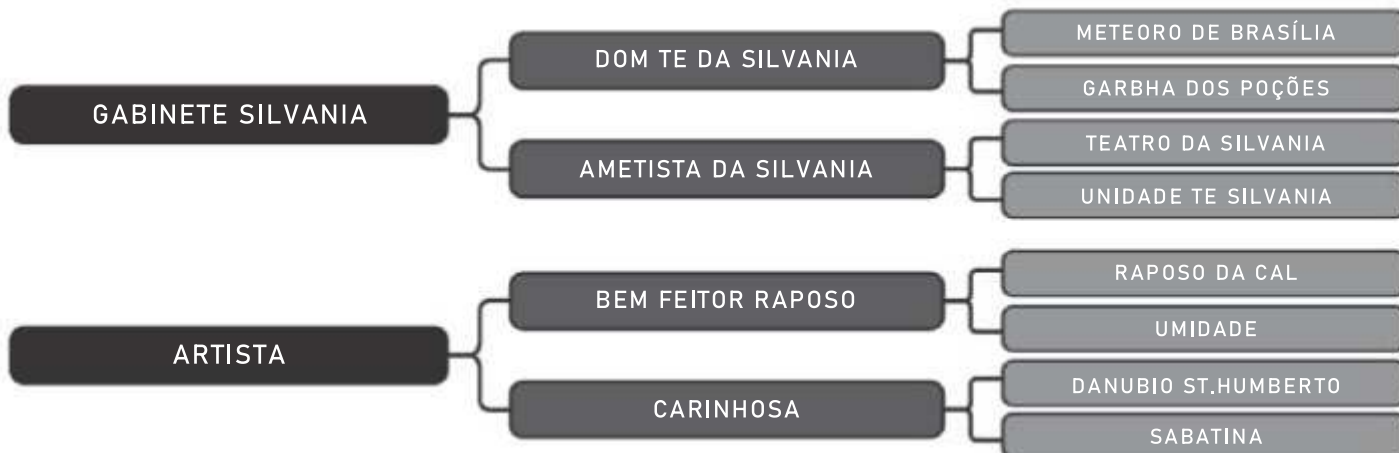 GABINETE SILVANIA
DOM TE DA SILVANIA
METEORO DE BRASÍLIA
GARBHA DOS POÇÕES
AMETISTA DA SILVANIA
TEATRO DA SILVANIA
UNIDADE TE SILVANIA
ARTISTA
BEM FEITOR RAPOSO
RAPOSO DA CAL
UMIDADE
CARINHOSA
DANUBIO ST.HUMBERTO
SABATINA